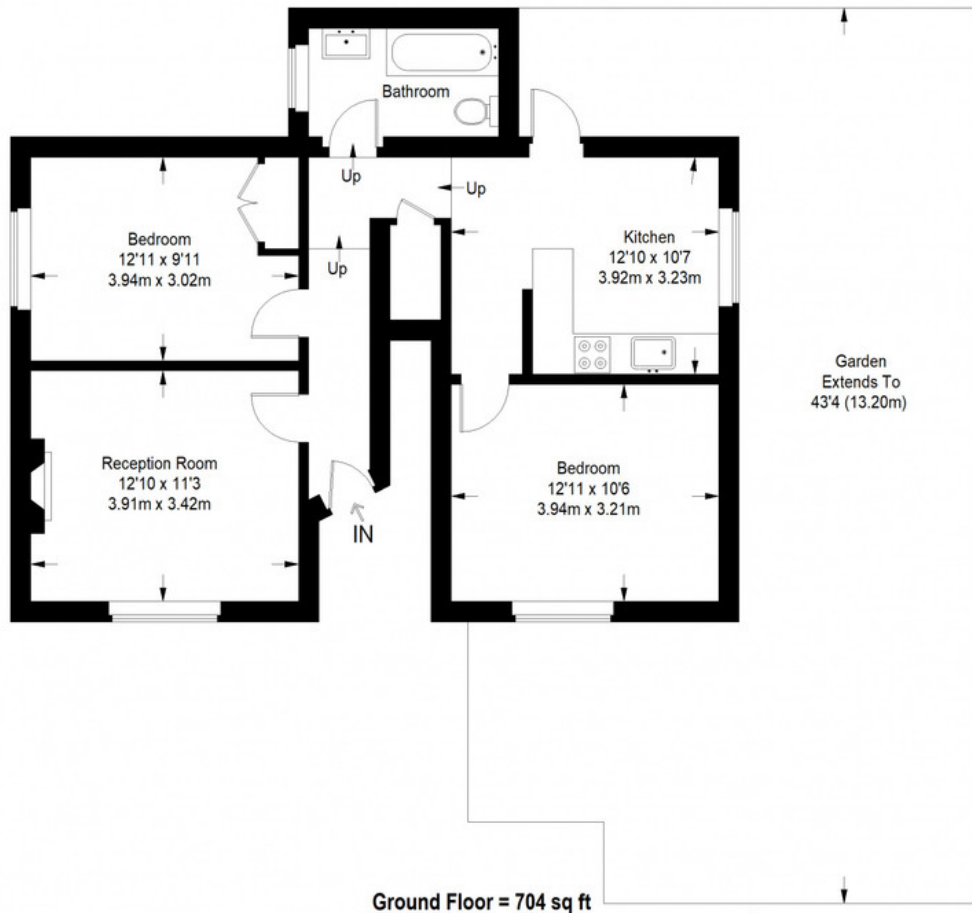 Bathroom
Up
Up
Up
Bedroom
12'11 x 9'11
3.94m x 3.02m
Kitchen
12'10 x 10'7
3.92m x 3.23m
Garden
Extends To
43'4 (13.20m)
Reception Room
12'10 x 11'3
3.91m x 3.42m
Bedroom
12'11 x 10'6
3.94m x 3.21m
IN
Ground Floor = 704 sq ft